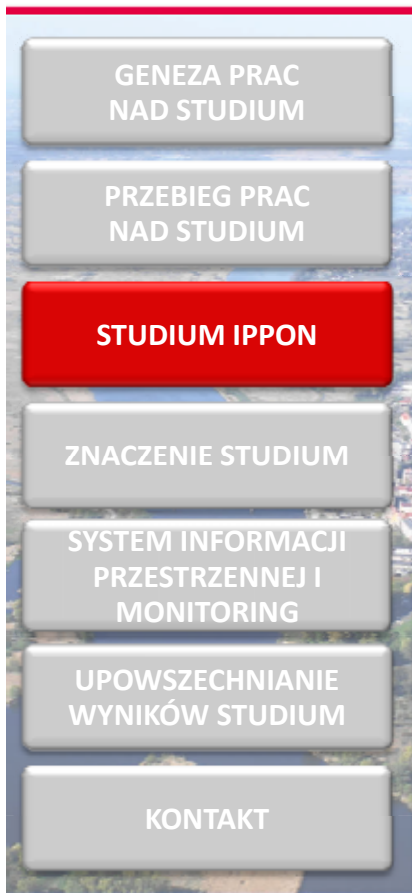 GENEZA PRAC
NAD STUDIUM
PRZEBIEG PRAC
NAD STUDIUM
STUDIUM IPPON
ZNACZENIE STUDIUM
SYSTEM INFORMACJI
PRZESTRZENNEJ I
MONITORING
UPOWSZECHNIANIE
WYNIKÓW STUDIUM
KONTAKT